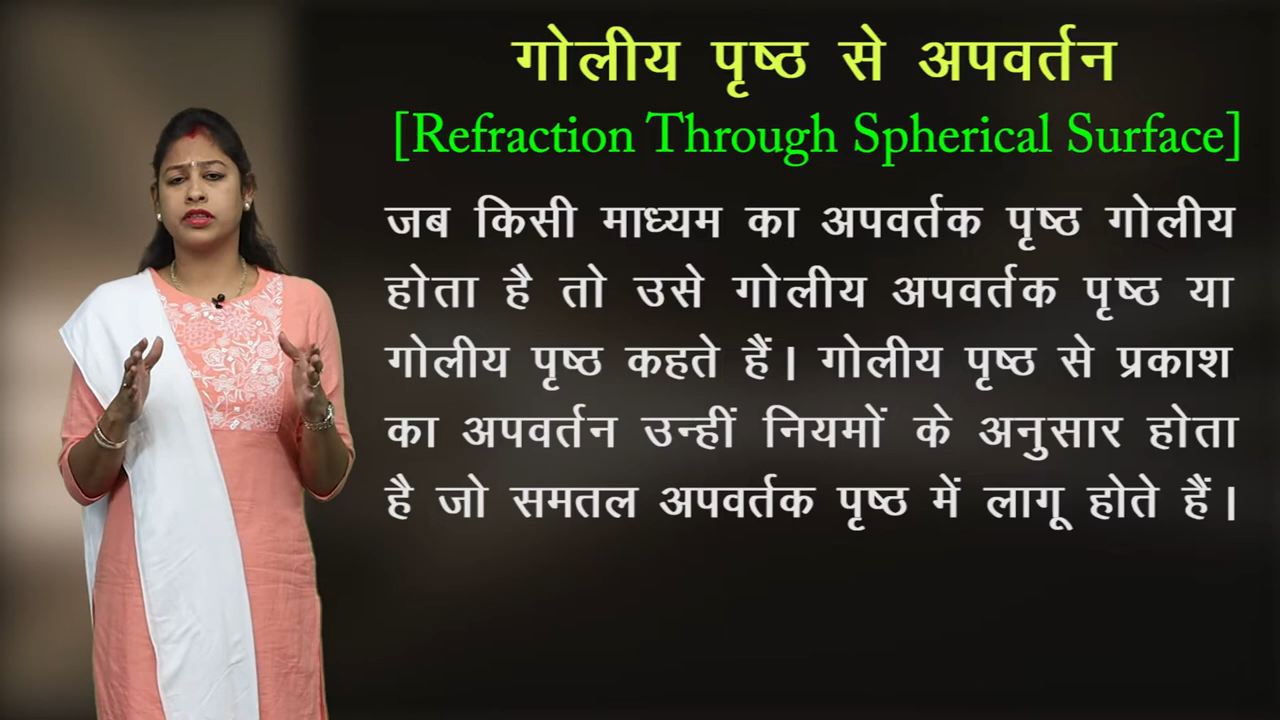 गोलीय पृष्ठ से अपवर्तन
[Refraction Through Spherical Surface]
जब किसी माध्यम का अपवर्तक पृष्ठ गोलीय
होता है तो उसे गोलीय अपवर्तक पृष्ठ या
गोलीय पृष्ठ कहते हैं। गोलीय पृष्ठ से प्रकाश
का अपवर्तन उन्हीं नियमों के अनुसार होता
है जो समतल अपवर्तक पृष्ठ में लागू होते हैं।